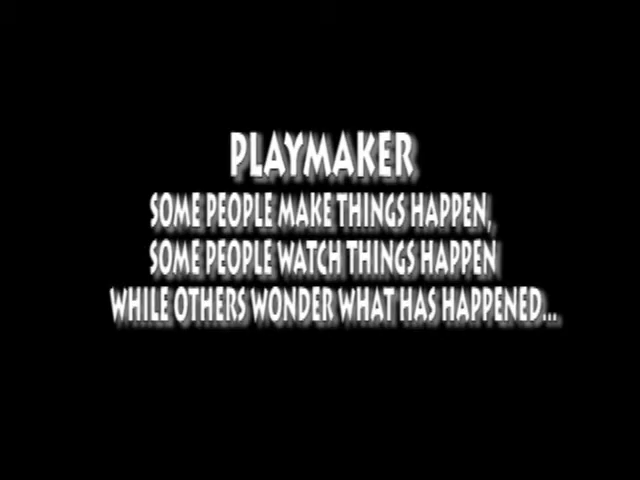 PLAYMAKER
SOME PEOPLE MAKE THINGS HAPPEN,
SOME PEOPLE WATCH THINGS HAPPEN
WHILE OTHERS WONDER WHAT HAS HAPPENED...